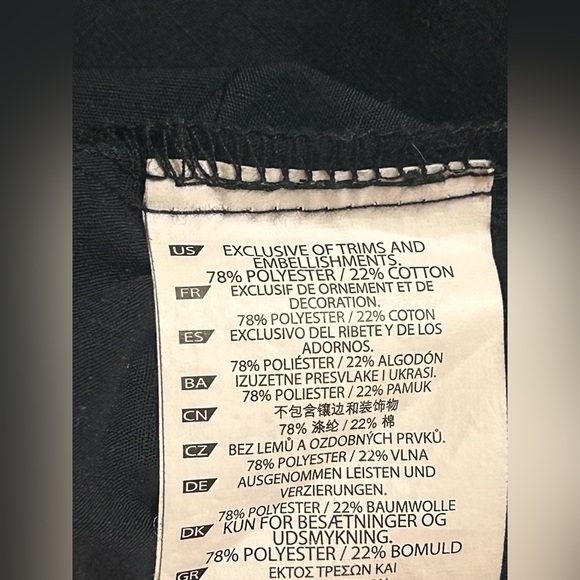 US EXCLUSIVE OF TRIMS AND
EMBELLISHMENTS.
78% POLYESTER / 22% COTTON
FR EXCLUSIF DE ORNEMENT ET DE
DECORATION.
78% POLYESTER / 22% COTON
ES EXCLUSIVO DEL RIBETE Y DE LOS
ADORNOS.
78% POLIÉSTER / 22% ALGODÓN
BA IZUZETNE PRESVLAKE I UKRASI.
78% POLIESTER / 22% PAMUK
CN 不包含镶边和装饰物
78% 涤纶 / 22% 棉
CZ BEZ LEMŮ A OZDOBNÝCH PRVKŮ.
78% POLYESTER / 22% VLNA
DE AUSGENOMMEN LEISTEN UND
VERZIERUNGEN.
78% POLYESTER / 22% BAUMWOLLE
DK KUN FOR BESÆTNINGER OG
UDSMYKNING.
78% POLYESTER / 22% BOMULD
GR ΕΚΤΟΣ ΤΡΕΣΩΝ ΚΑΙ